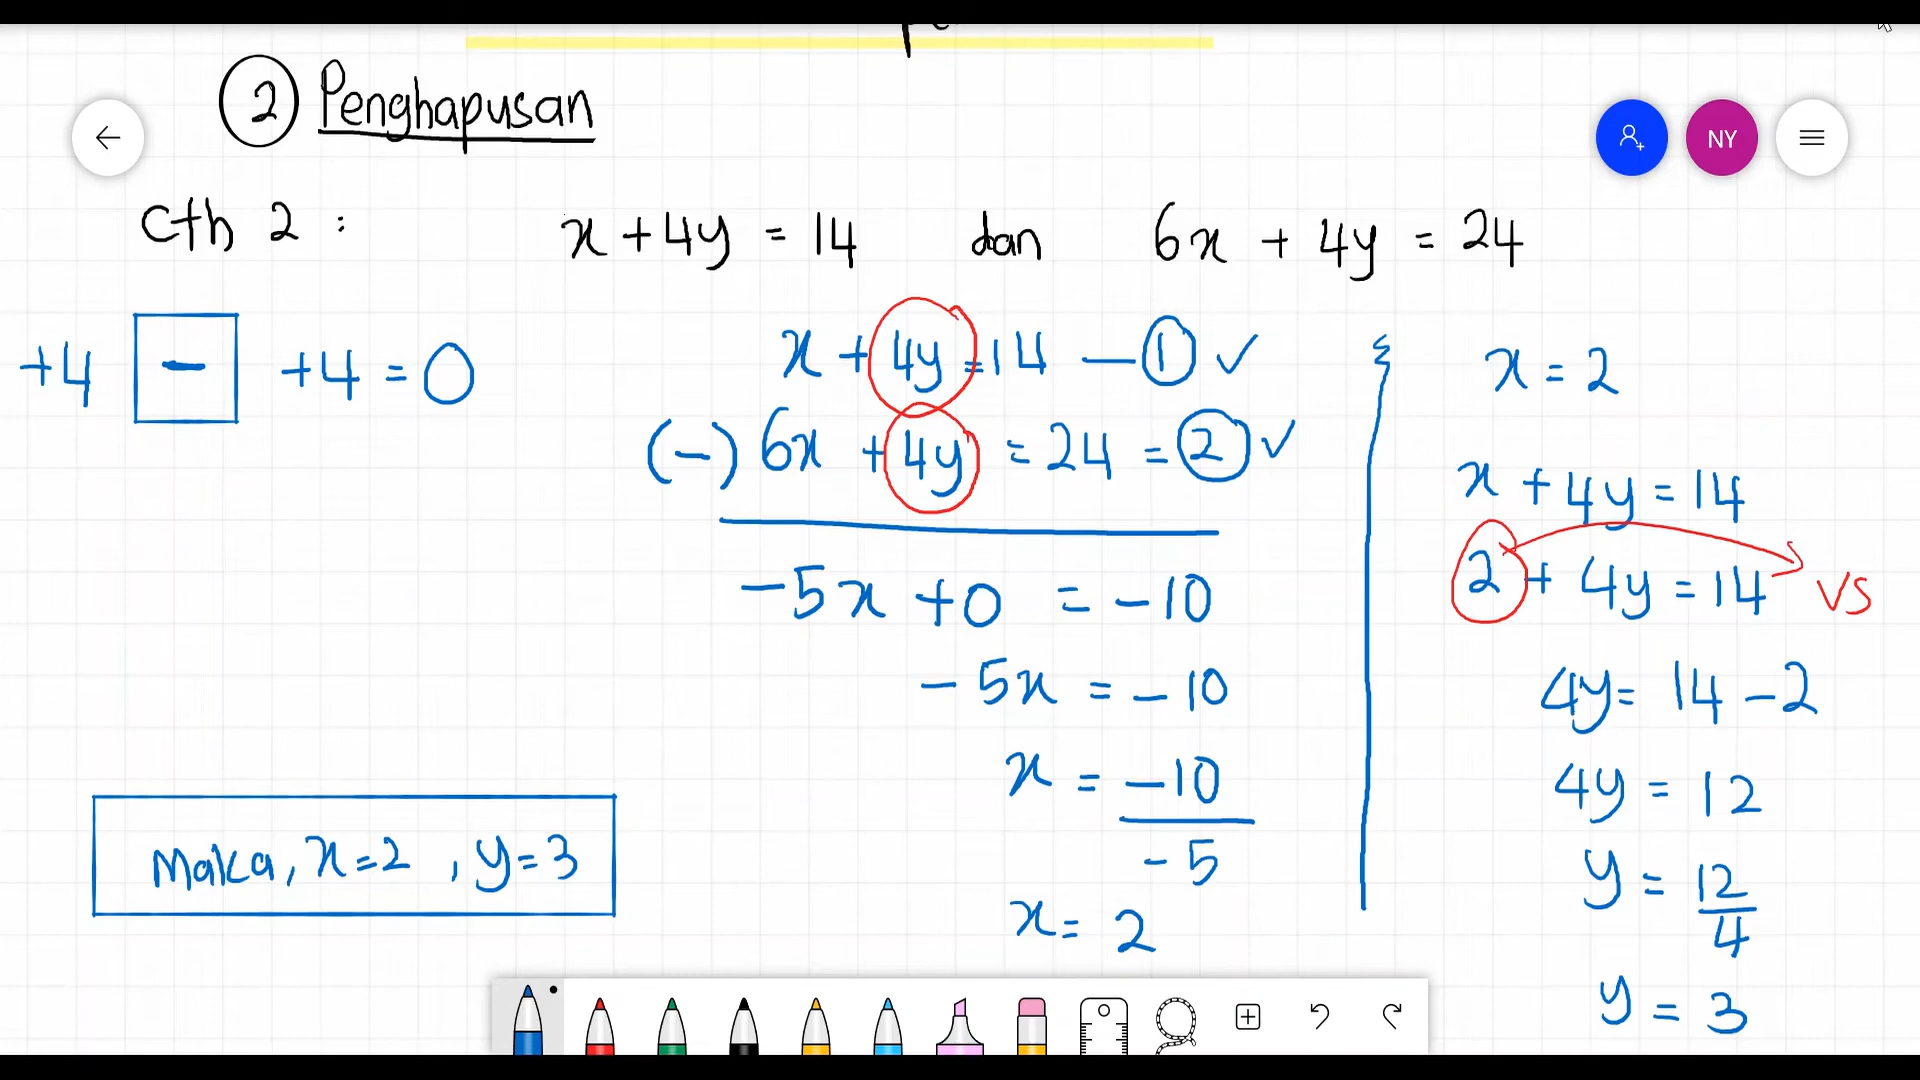 2 Penghapusan
NY
Cth 2 : x + 4y = 14 dan 6x + 4y = 24
+4 - +4 = 0
x + 4y = 14 — 1 ✓
(-) 6x + 4y = 24 = 2 ✓
-5x + 0 = -10
-5x = -10
x = -10
-5
x = 2
x = 2
x + 4y = 14
2 + 4y = 14 VS
4y = 14 - 2
4y = 12
y = 12
4
y = 3
Maka, x = 2 , y = 3